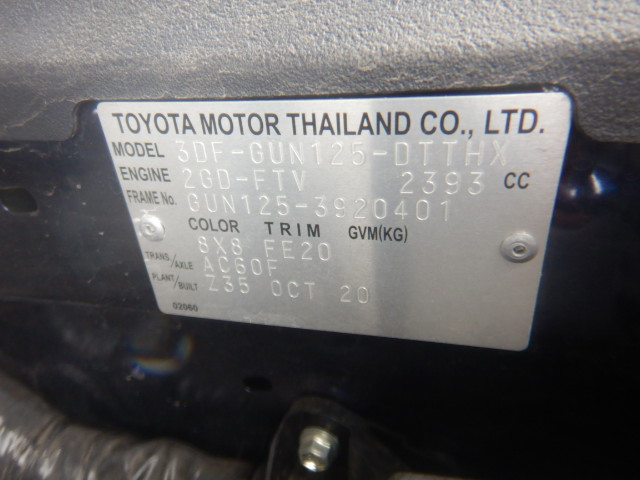 TOYOTA MOTOR THAILAND CO., LTD.
MODEL 3DF-GUN125-DTTHX
ENGINE 2GD-FTV 2393 CC
FRAME No. GUN125-3920401
COLOR TRIM GVM(KG)
8X8 FE20
TRANS/AXLE AC60F
PLANT/BUILT Z35 OCT 20
02060